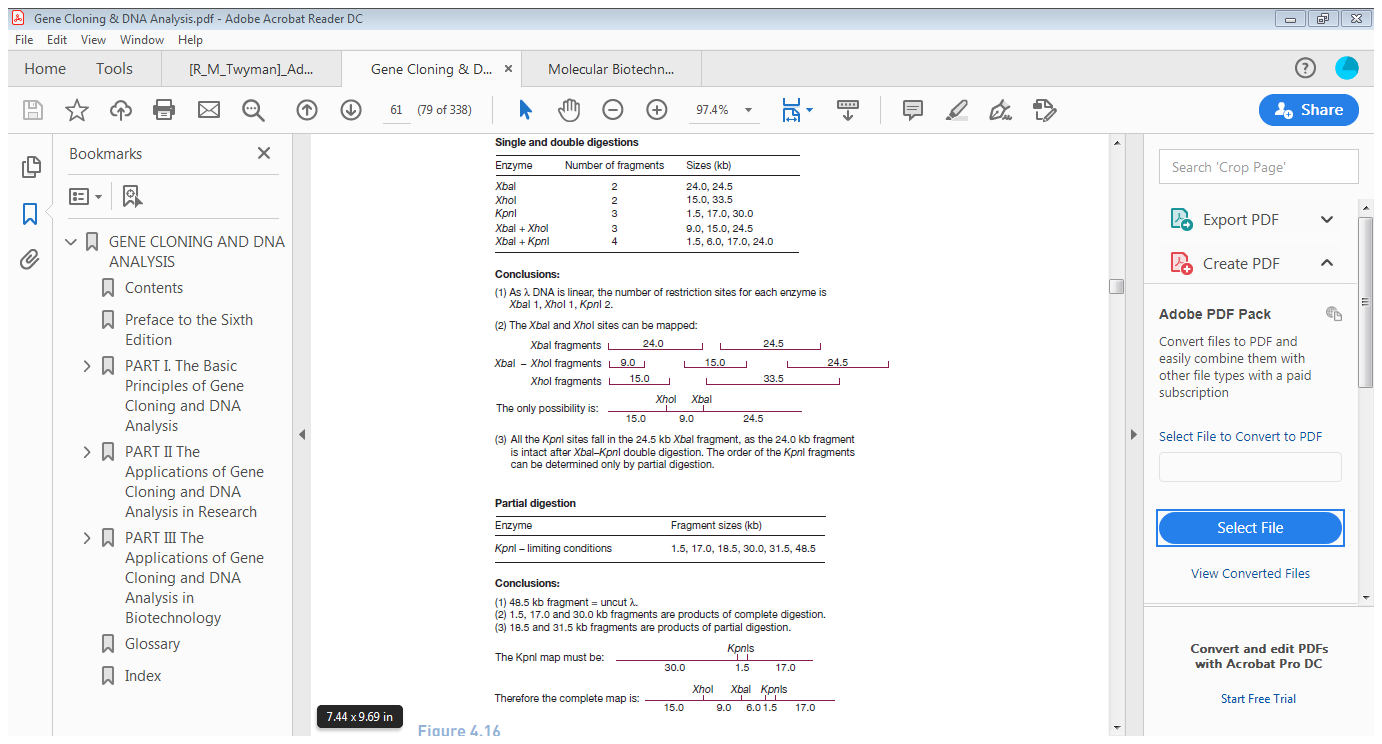 Gene Cloning & DNA Analysis.pdf - Adobe Acrobat Reader DC
File Edit View Window Help
Home Tools [R_M_Twyman]_Ad... Gene Cloning & D... × Molecular Biotechn...
61 (79 of 338) 97.4% Share
Bookmarks
GENE CLONING AND DNA
ANALYSIS
Contents
Preface to the Sixth
Edition
PART I. The Basic
Principles of Gene
Cloning and DNA
Analysis
PART II The
Applications of Gene
Cloning and DNA
Analysis in Research
PART III The
Applications of Gene
Cloning and DNA
Analysis in
Biotechnology
Glossary
Index
Single and double digestions
Enzyme Number of fragments Sizes (kb)
XbaI 2 24.0, 24.5
XhoI 2 15.0, 33.5
KpnI 3 1.5, 17.0, 30.0
XbaI + XhoI 3 9.0, 15.0, 24.5
XbaI + KpnI 4 1.5, 6.0, 17.0, 24.0
Conclusions:
(1) As λ DNA is linear, the number of restriction sites for each enzyme is
XbaI 1, XhoI 1, KpnI 2.
(2) The XbaI and XhoI sites can be mapped:
XbaI fragments 24.0 24.5
XbaI – XhoI fragments 9.0 15.0 24.5
XhoI fragments 15.0 33.5
XhoI XbaI
The only possibility is:
15.0 9.0 24.5
(3) All the KpnI sites fall in the 24.5 kb XbaI fragment, as the 24.0 kb fragment
is intact after XbaI–KpnI double digestion. The order of the KpnI fragments
can be determined only by partial digestion.
Partial digestion
Enzyme Fragment sizes (kb)
KpnI – limiting conditions 1.5, 17.0, 18.5, 30.0, 31.5, 48.5
Conclusions:
(1) 48.5 kb fragment = uncut λ.
(2) 1.5, 17.0 and 30.0 kb fragments are products of complete digestion.
(3) 18.5 and 31.5 kb fragments are products of partial digestion.
KpnIs
The KpnI map must be:
30.0 1.5 17.0
XhoI XbaI KpnIs
Therefore the complete map is:
15.0 9.0 6.0 1.5 17.0
7.44 x 9.69 in
Figure 4.16
Search 'Crop Page'
Export PDF
Create PDF
Adobe PDF Pack
Convert files to PDF and
easily combine them with
other file types with a paid
subscription
Select File to Convert to PDF
Select File
View Converted Files
Convert and edit PDFs
with Acrobat Pro DC
Start Free Trial